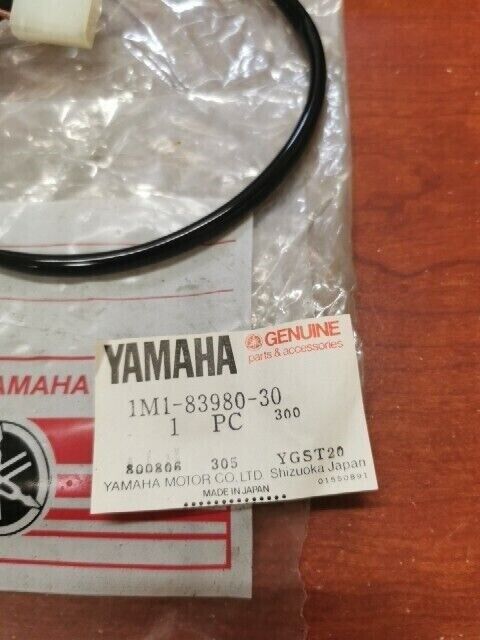 YAMAHA
GENUINE
parts & accessories
1M1-83980-30
1 PC 300
800806 305 YGST20
YAMAHA MOTOR CO.,LTD. Shizuoka Japan
MADE IN JAPAN
01550891
YAMAHA